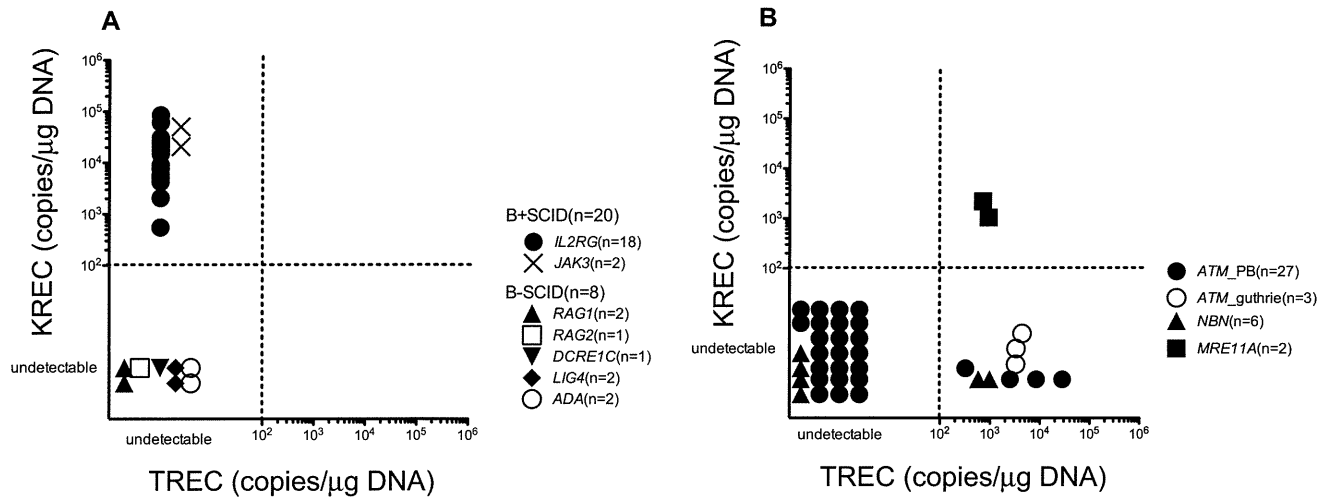 A
KREC (copies/μg DNA)
10⁶
10⁵
10⁴
10³
10²
undetectable
undetectable
10²
10³
10⁴
10⁵
10⁶
TREC (copies/μg DNA)
B+SCID(n=20)
IL2RG(n=18)
JAK3(n=2)
B−SCID(n=8)
RAG1(n=2)
RAG2(n=1)
DCRE1C(n=1)
LIG4(n=2)
ADA(n=2)
B
KREC (copies/μg DNA)
10⁶
10⁵
10⁴
10³
10²
undetectable
undetectable
10²
10³
10⁴
10⁵
10⁶
TREC (copies/μg DNA)
ATM_PB(n=27)
ATM_guthrie(n=3)
NBN(n=6)
MRE11A(n=2)